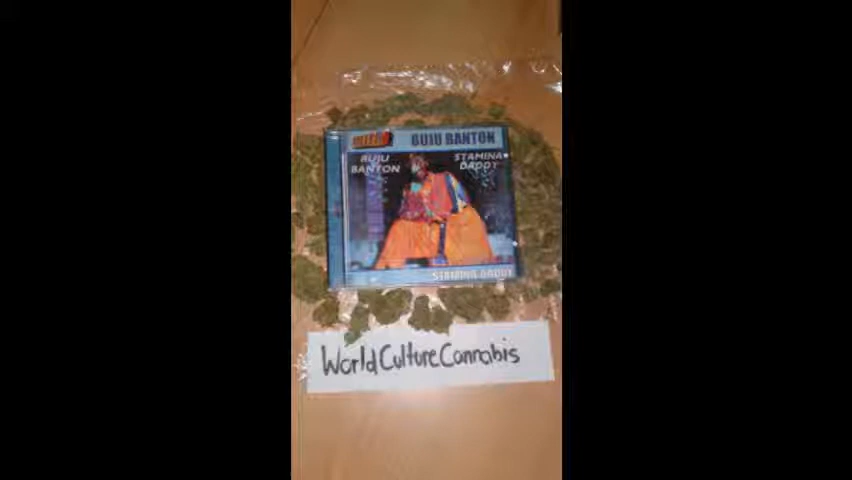 BUJU BANTON
BUJU
BANTON
STAMINA
DADDY
STAMINA DADDY
WorldCultureCannabis